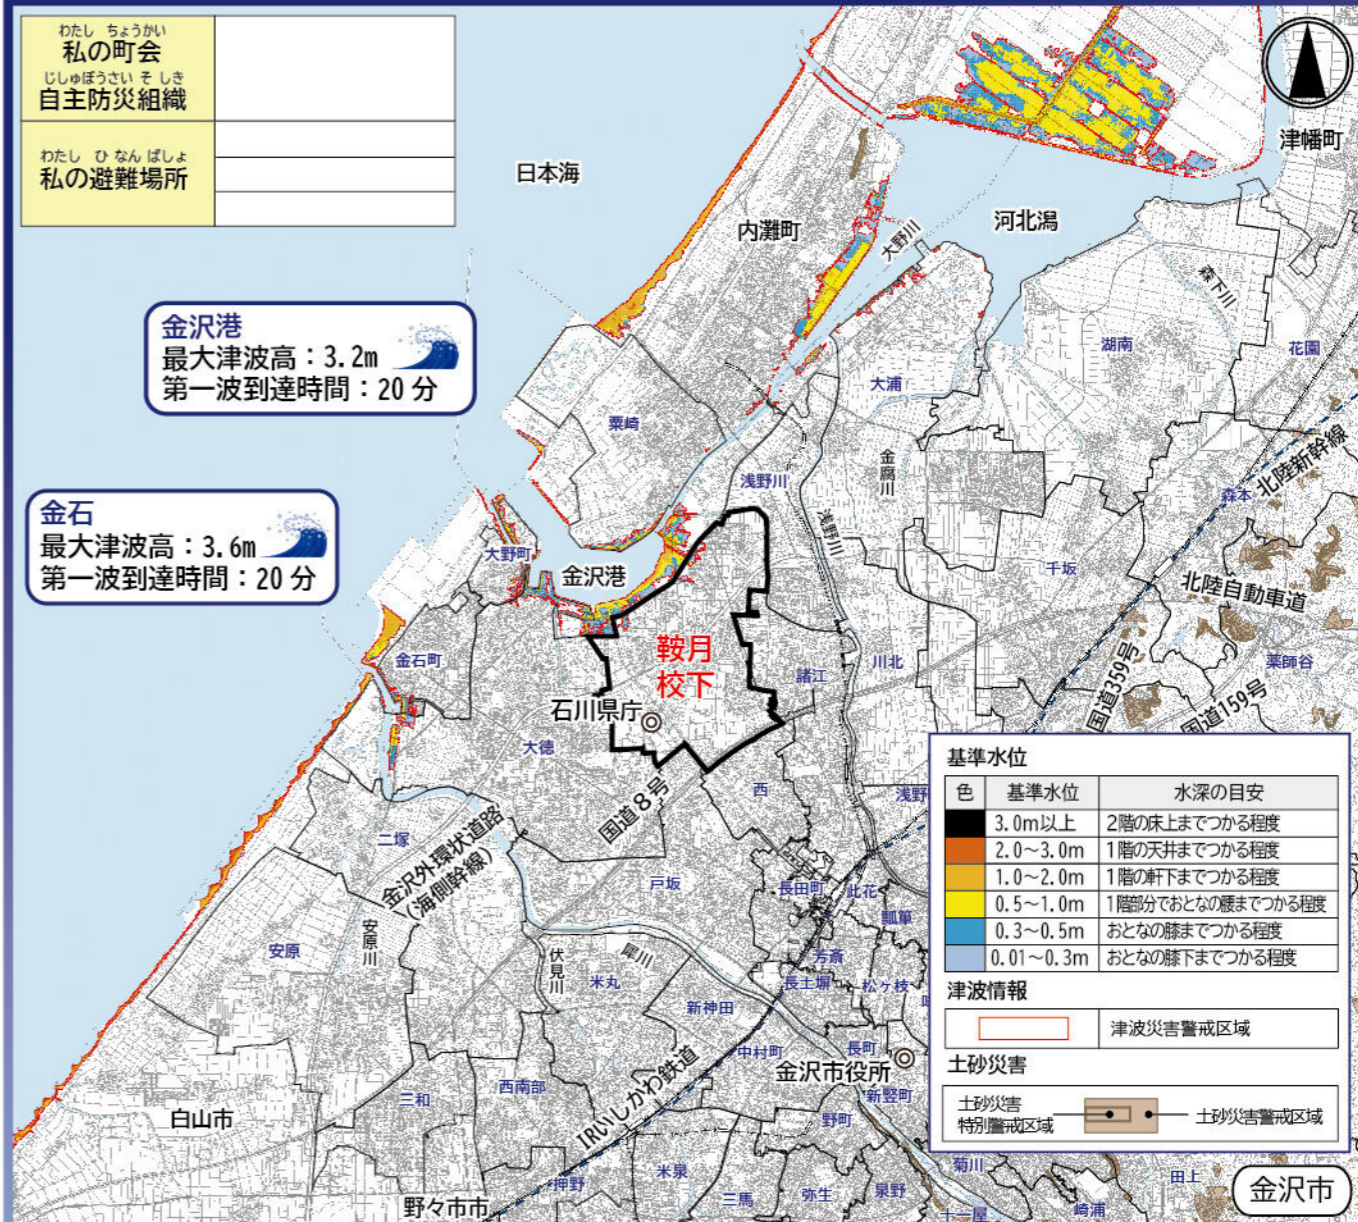 わたし ちょうかい
私の町会
じしゅぼうさい そ しき
自主防災組織
わたし ひ なん ばしょ
私の避難場所
日本海
津幡町
内灘町
河北潟
大野川
森下川
金沢港
最大津波高：3.2m
第一波到達時間：20分
湖南
花園
大浦
粟崎
金腐川
浅野川
浅野川
北陸新幹線
森本
金石
最大津波高：3.6m
第一波到達時間：20分
大野町
金沢港
千坂
北陸自動車道
鞍月
校下
金石町
諸江
川北
薬師谷
国道359号
国道159号
石川県庁
大徳
西
国道8号
二塚
金沢外環状道路
(海側幹線)
戸坂
浅野
長田町
此花
瓢箪
安原
安原川
伏見川
犀川
米丸
芳斎
長土塀
松ヶ枝
新神田
中村町
長町
金沢市役所
新竪町
野町
IRいしかわ鉄道
西南部
三和
白山市
押野
米泉
三馬
弥生
泉野
菊川
十一屋
崎浦
田上
野々市市
基準水位
色 基準水位 水深の目安
3.0m以上 2階の床上までつかる程度
2.0～3.0m 1階の天井までつかる程度
1.0～2.0m 1階の軒下までつかる程度
0.5～1.0m 1階部分でおとなの腰までつかる程度
0.3～0.5m おとなの膝までつかる程度
0.01～0.3m おとなの膝下までつかる程度
津波情報
津波災害警戒区域
土砂災害
土砂災害
特別警戒区域
土砂災害警戒区域
金沢市